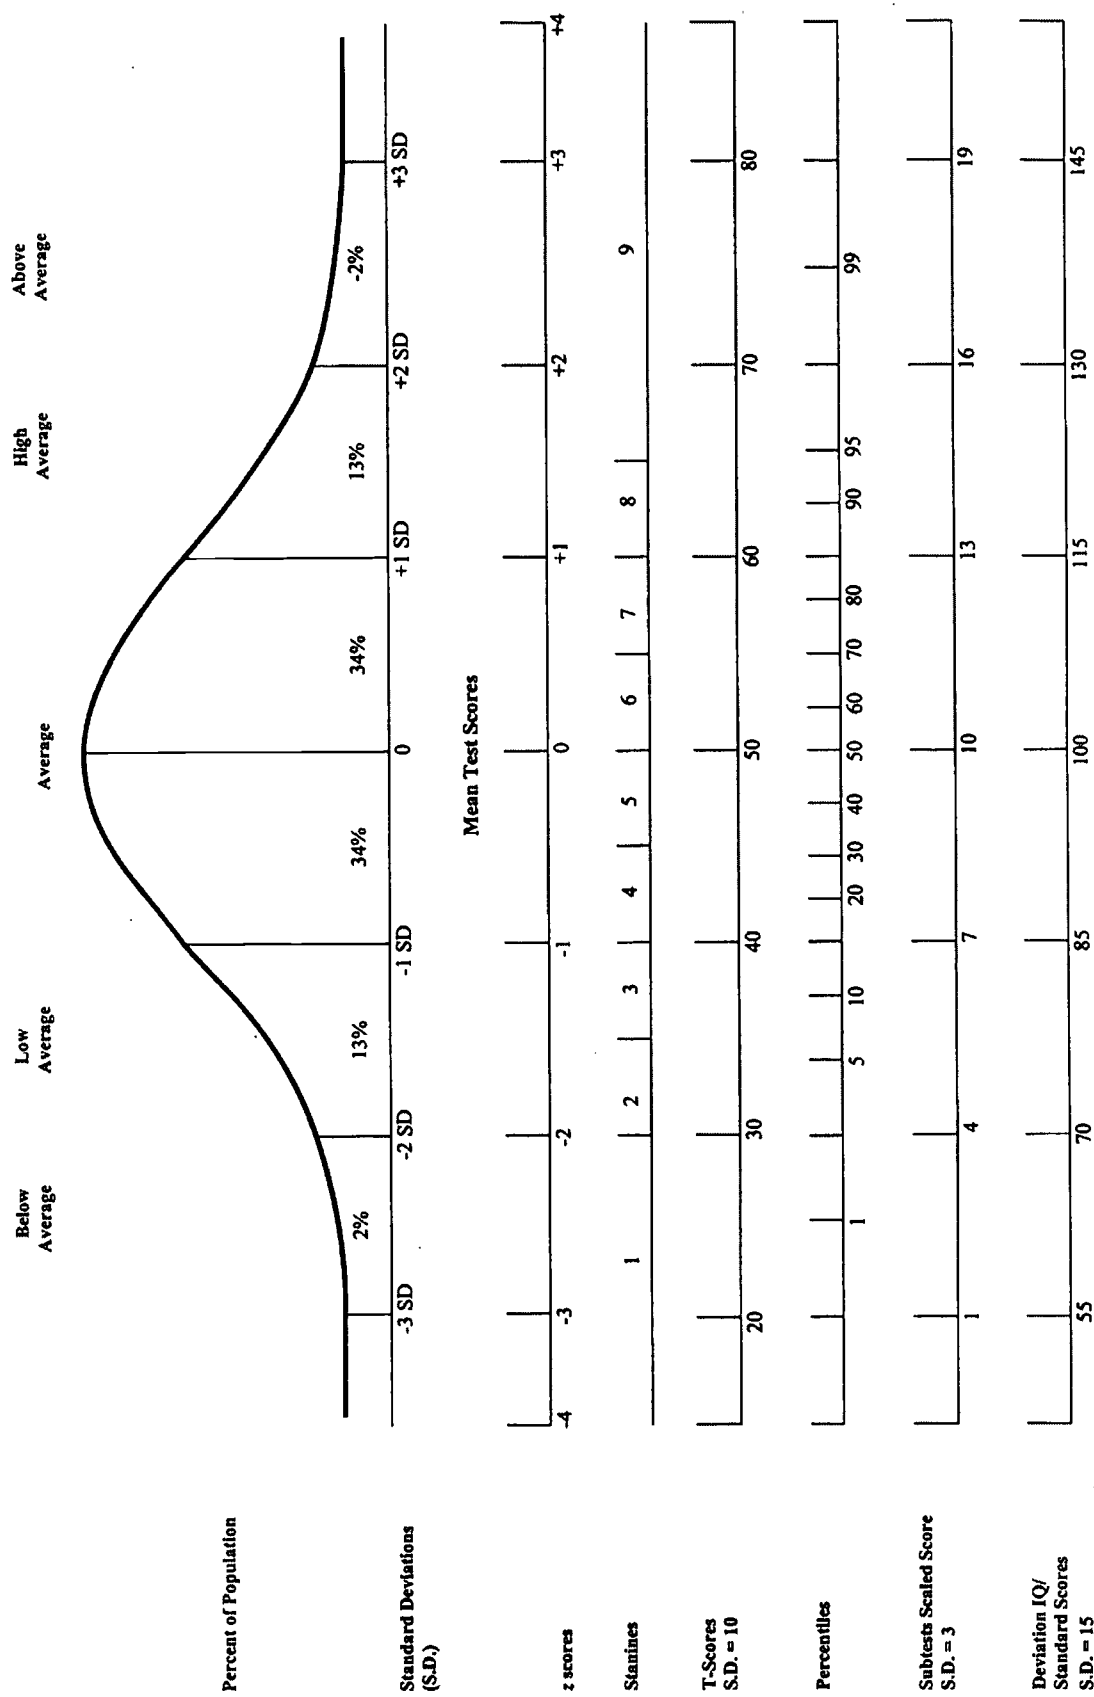 Below
Average
Low
Average
Average
High
Average
Above
Average
Percent of Population
2% 13% 34% 34% 13% -2%
Standard Deviations
(S.D.)
-3 SD -2 SD -1 SD 0 +1 SD +2 SD +3 SD
Mean Test Scores
z scores
-4 -3 -2 -1 0 +1 +2 +3 +4
Stanines
1 2 3 4 5 6 7 8 9
T-Scores
S.D. = 10
20 30 40 50 60 70 80
Percentiles
1 5 10 20 30 40 50 60 70 80 90 95 99
Subtests Scaled Score
S.D. = 3
1 4 7 10 13 16 19
Deviation IQ/
Standard Scores
S.D. = 15
55 70 85 100 115 130 145